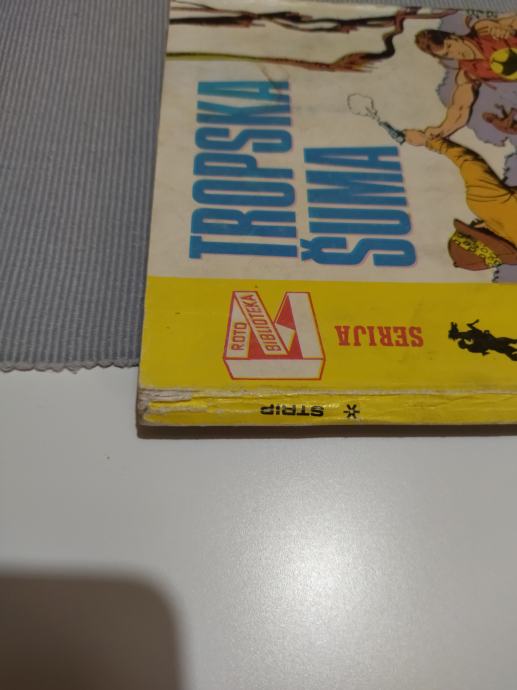 TROPSKA
ŠUMA
ROTO
BIBLIOTEKA
SERIJA
* STRIP